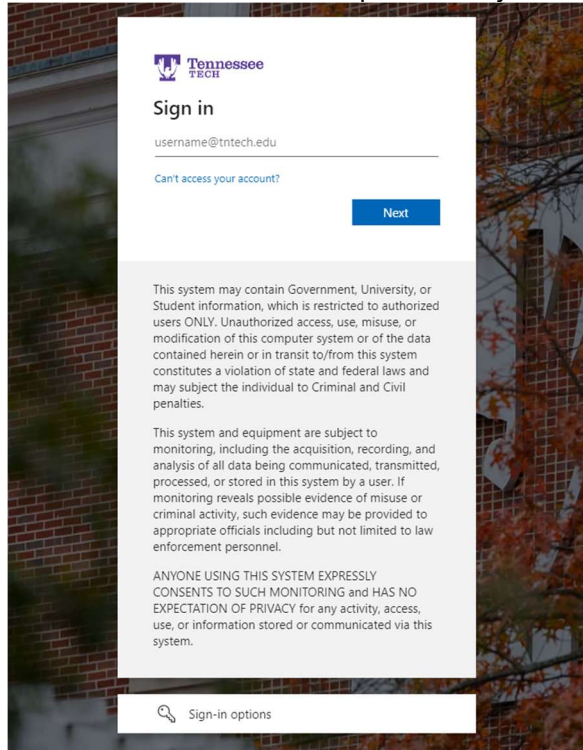 Tennessee
TECH
Sign in
username@tntech.edu
Can't access your account?
Next
This system may contain Government, University, or
Student information, which is restricted to authorized
users ONLY. Unauthorized access, use, misuse, or
modification of this computer system or of the data
contained herein or in transit to/from this system
constitutes a violation of state and federal laws and
may subject the individual to Criminal and Civil
penalties.
This system and equipment are subject to
monitoring, including the acquisition, recording, and
analysis of all data being communicated, transmitted,
processed, or stored in this system by a user. If
monitoring reveals possible evidence of misuse or
criminal activity, such evidence may be provided to
appropriate officials including but not limited to law
enforcement personnel.
ANYONE USING THIS SYSTEM EXPRESSLY
CONSENTS TO SUCH MONITORING and HAS NO
EXPECTATION OF PRIVACY for any activity, access,
use, or information stored or communicated via this
system.
Sign-in options